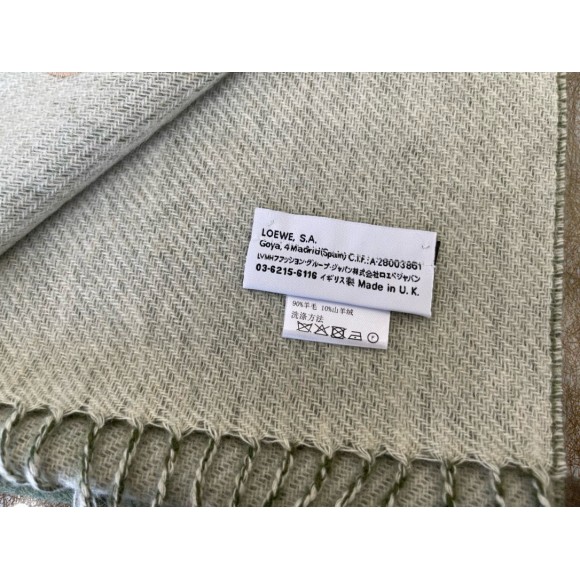 LOEWE, S.A.
Goya, 4 Madrid (Spain) C.I.F.: A-28003861
LVMHファッション・グループ・ジャパン株式会社ロエベジャパン
03-6215-6116 イギリス製 Made in U. K.
90%羊毛 10%山羊绒
洗涤方法